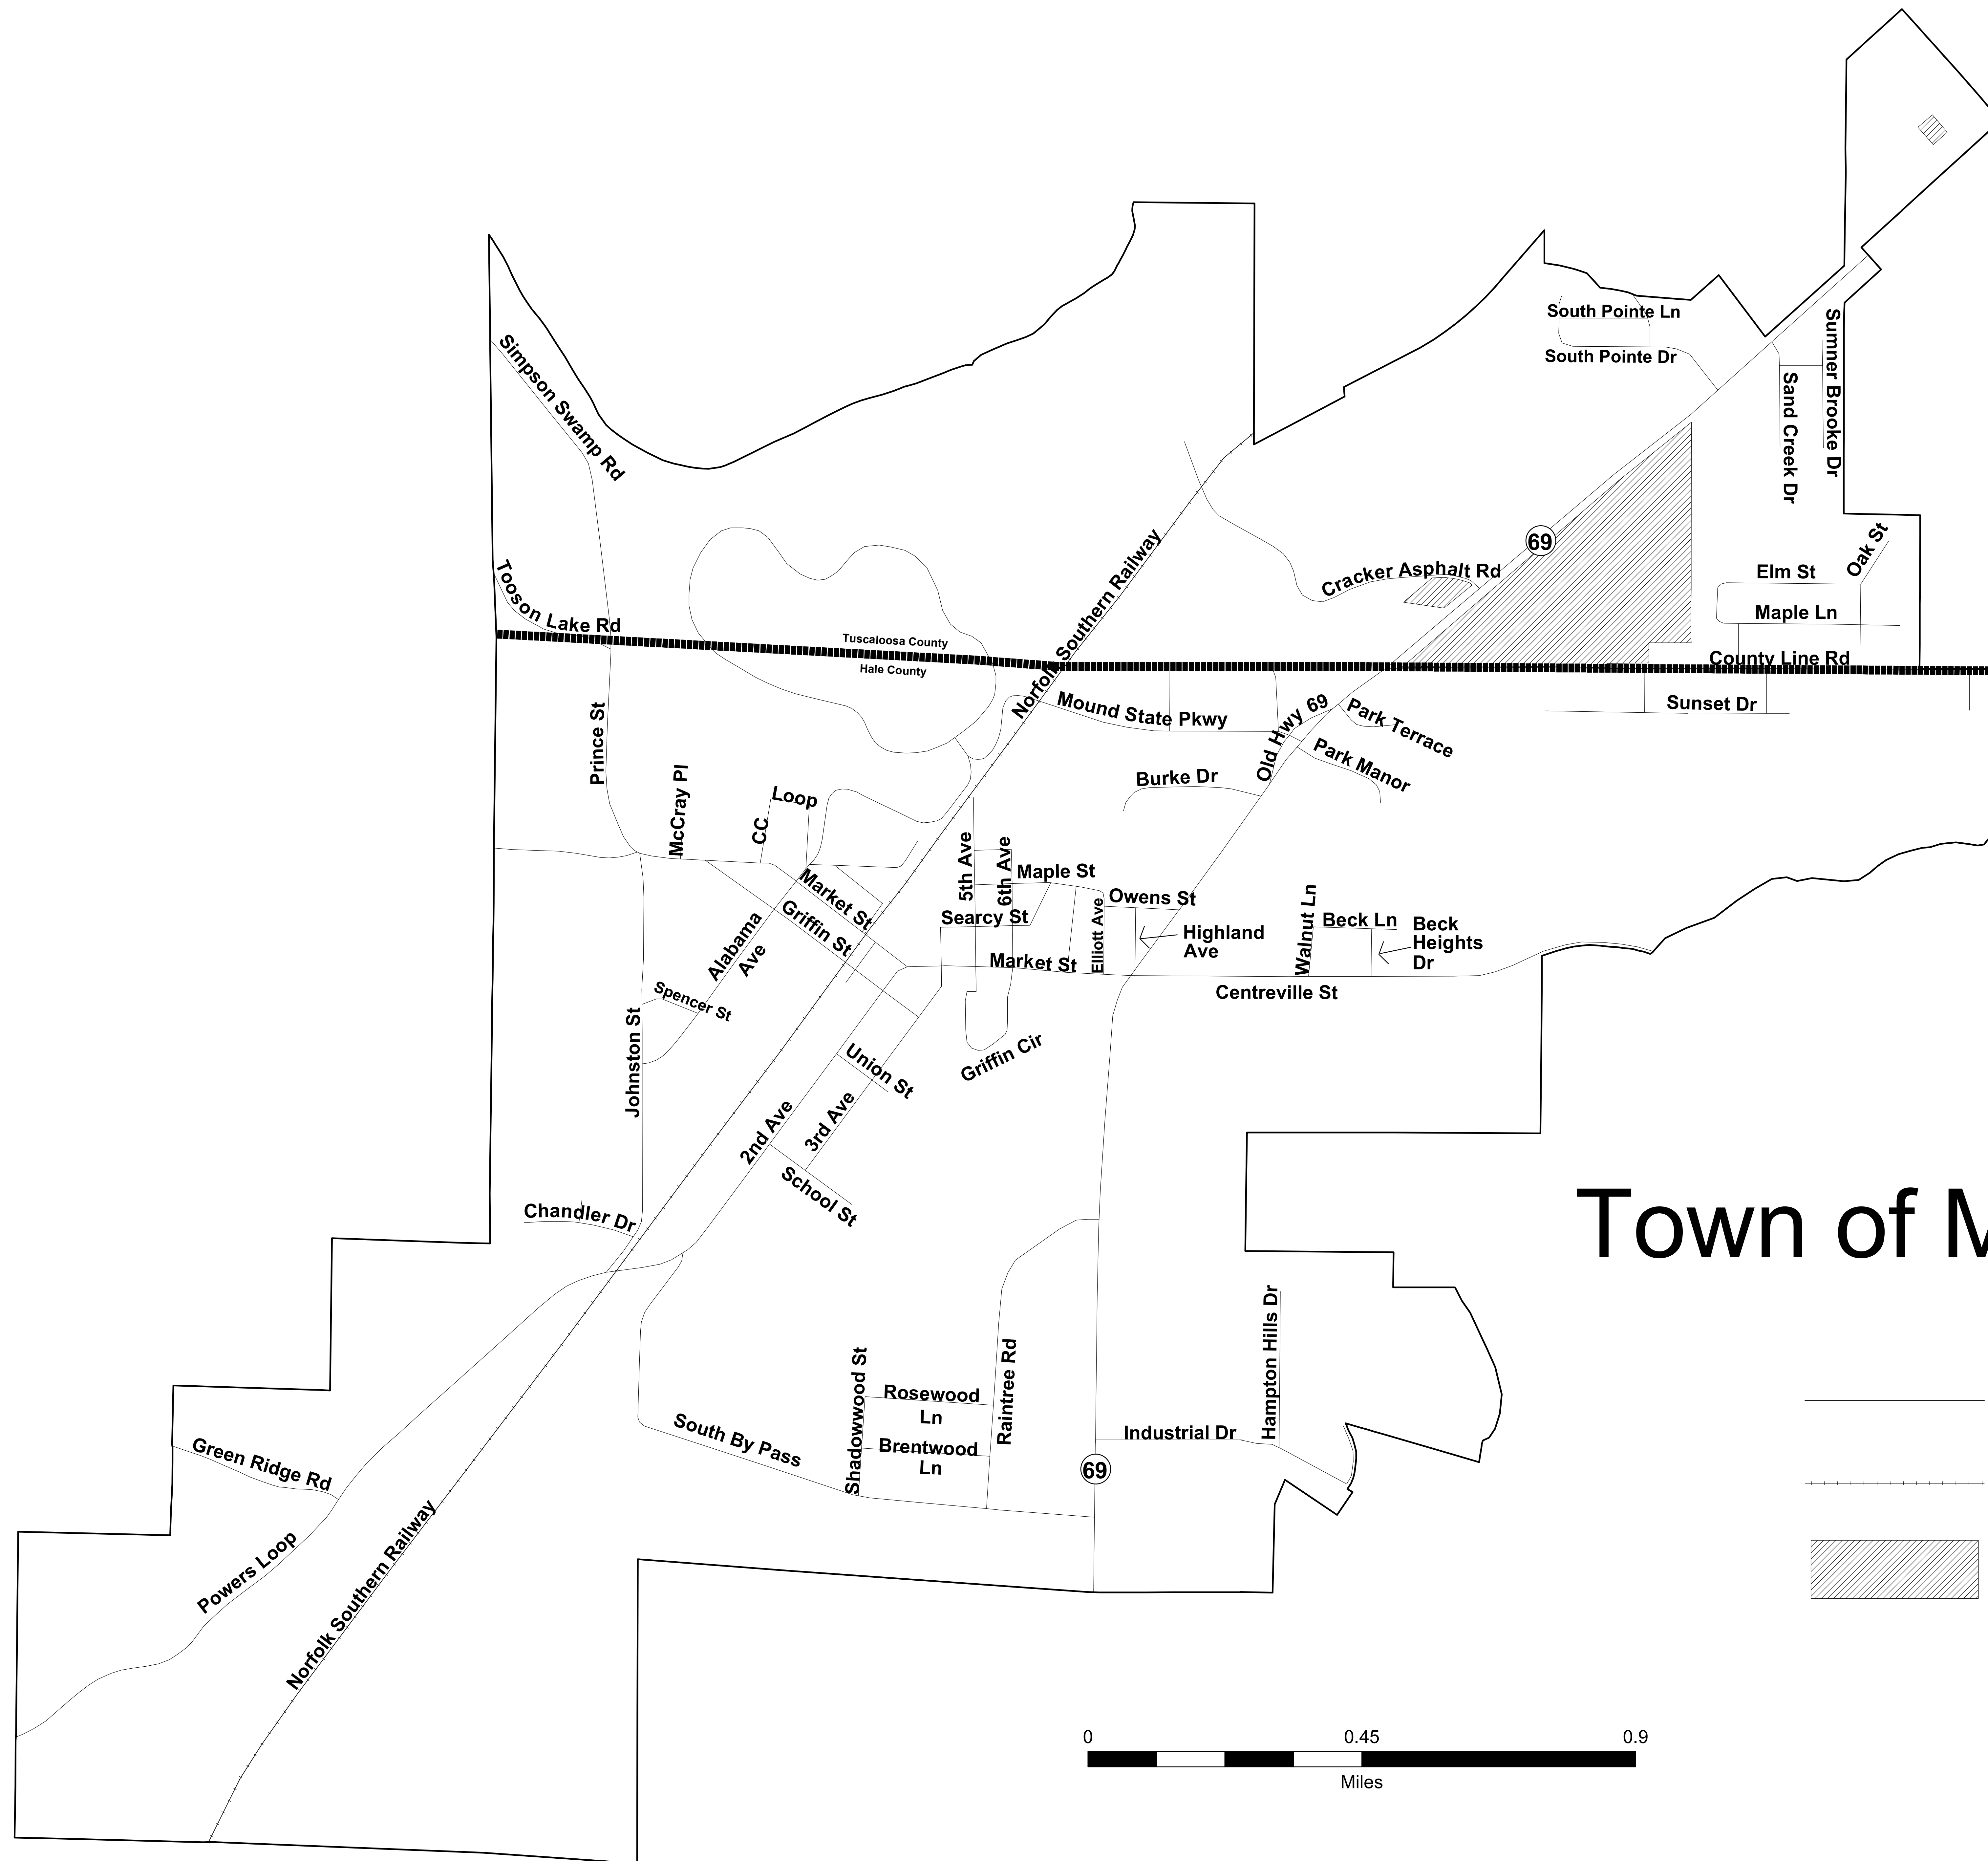 South Pointe Ln
South Pointe Dr
Sumner Brooke Dr
Sand Creek Dr
Simpson Swamp Rd
69
Oak St
Elm St
Maple Ln
Cracker Asphalt Rd
Norfolk Southern Railway
Tooson Lake Rd
Tuscaloosa County
Hale County
County Line Rd
Sunset Dr
Mound State Pkwy
Old Hwy 69
Park Terrace
Park Manor
Prince St
McCray Pl
CC
Loop
Burke Dr
5th Ave
6th Ave
Maple St
Owens St
Market St
Griffin St
Searcy St
Elliott Ave
Highland
Ave
Walnut Ln
Beck Ln
Beck
Heights
Dr
Alabama
Ave
Market St
Centreville St
Spencer St
Johnston St
Griffin Cir
Union St
2nd Ave
3rd Ave
School St
Chandler Dr
Town of M
Hampton Hills Dr
Raintree Rd
Shadowwood St
Rosewood
Ln
Brentwood
Ln
South By Pass
Industrial Dr
69
Green Ridge Rd
Powers Loop
Norfolk Southern Railway
0 0.45 0.9
Miles